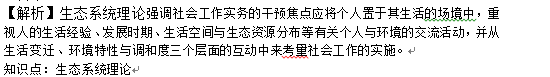 【解析】生态系统理论强调社会工作实务的干预焦点应将个人置于其生活的场境中，重
视人的生活经验、发展时期、生活空间与生态资源分布等有关个人与环境的交流活动，并从
生活变迁、环境特性与调和度三个层面的互动中来考量社会工作的实施。
知识点：生态系统理论